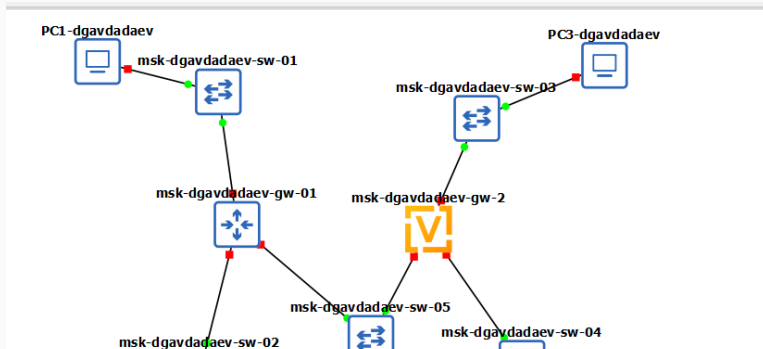 PC1-dgavdadaev
PC3-dgavdadaev
msk-dgavdadaev-sw-01
msk-dgavdadaev-sw-03
msk-dgavdadaev-gw-01
msk-dgavdadaev-gw-2
V
msk-dgavdadaev-sw-05
msk-dgavdadaev-sw-04
msk-dgavdadaev-sw-02